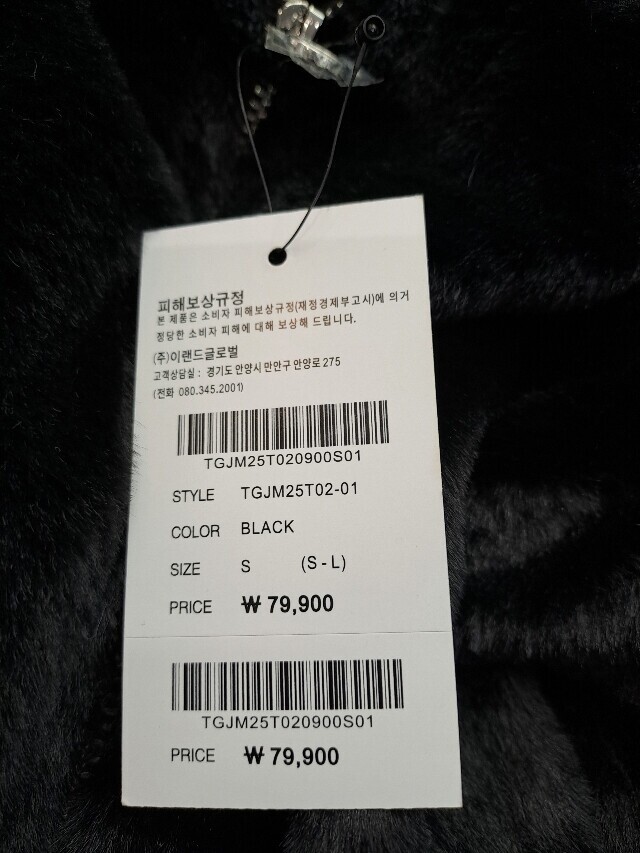 피해보상규정
본 제품은 소비자 피해보상규정(재정경제부고시)에 의거
정당한 소비자 피해에 대해 보상해 드립니다.
(주)이랜드글로벌
고객상담실 : 경기도 안양시 만안구 안양로 275
(전화 080.345.2001)
TGJM25T020900S01
STYLE TGJM25T02-01
COLOR BLACK
SIZE S (S-L)
PRICE ₩ 79,900
TGJM25T020900S01
PRICE ₩ 79,900